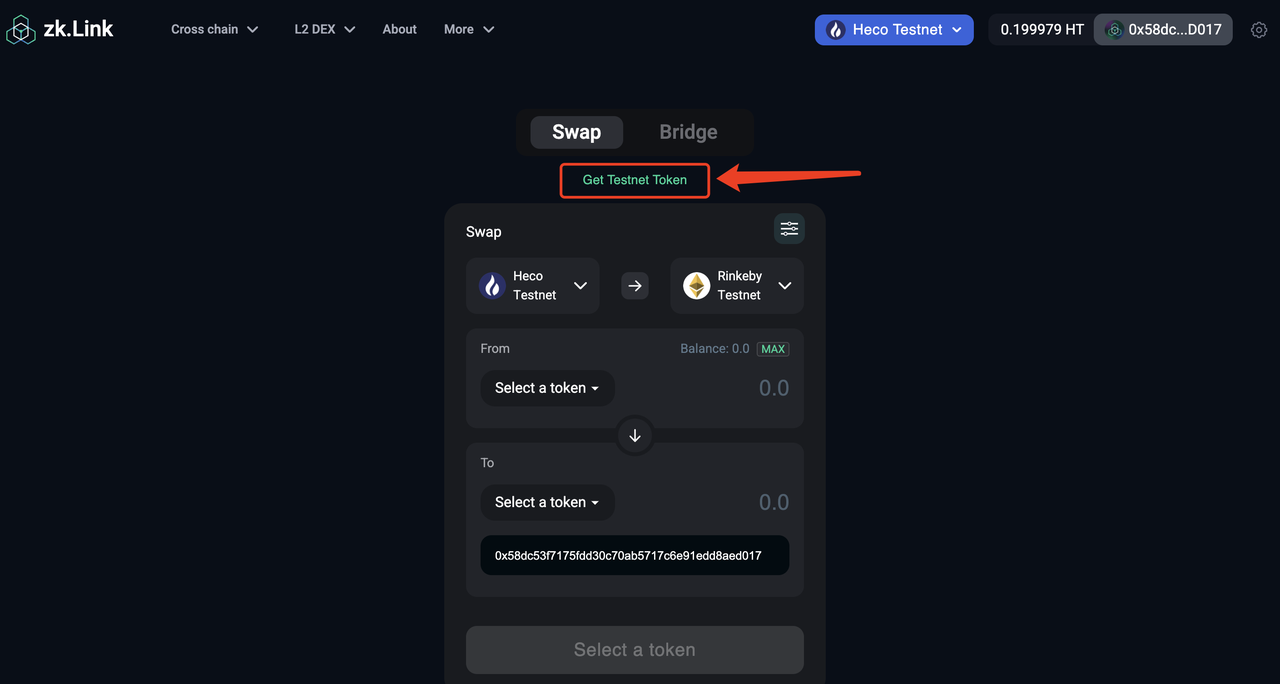 zk.Link
Cross chain
L2 DEX
About
More
Heco Testnet
0.199979 HT
0x58dc...D017
Swap
Bridge
Get Testnet Token
Swap
Heco
Testnet
Rinkeby
Testnet
From
Balance: 0.0
MAX
Select a token
0.0
To
Select a token
0.0
0x58dc53f7175fdd30c70ab5717c6e91edd8aed017
Select a token